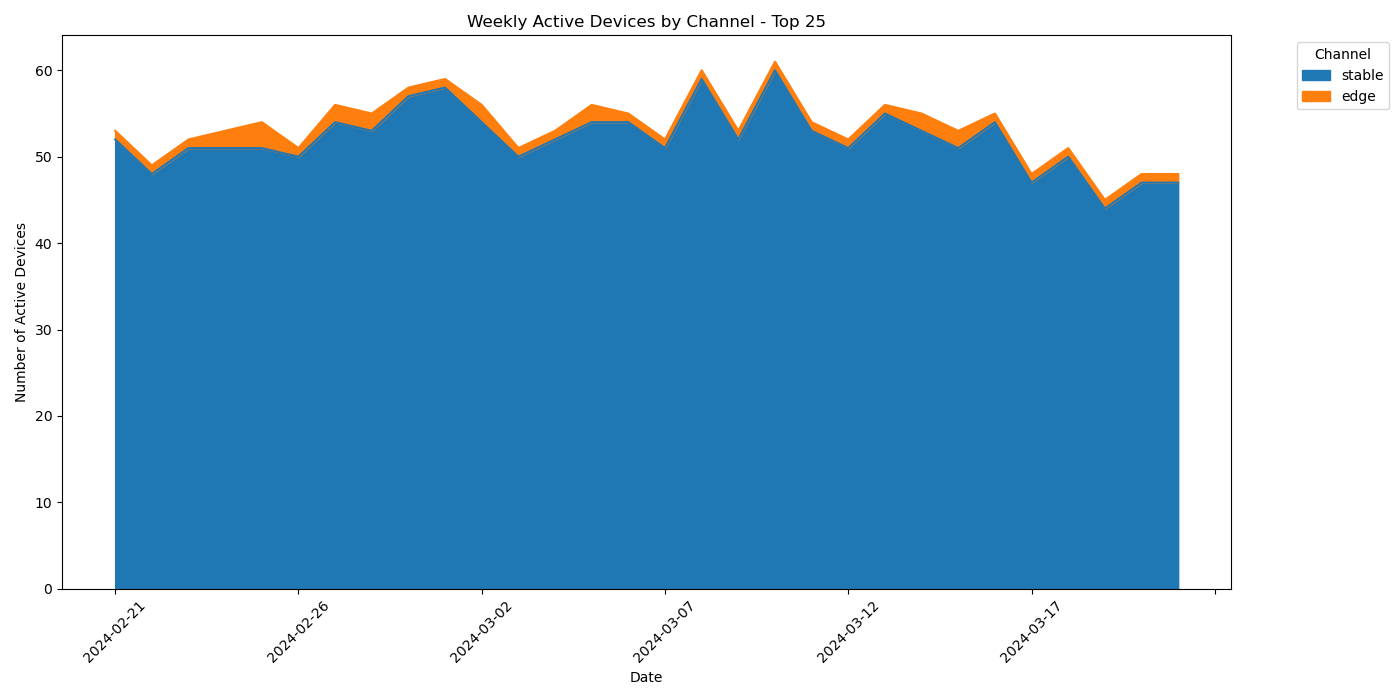 Weekly Active Devices by Channel - Top 25
Channel
stable
edge
Number of Active Devices
60
50
40
30
20
10
0
2024-02-21
2024-02-26
2024-03-02
2024-03-07
2024-03-12
2024-03-17
Date